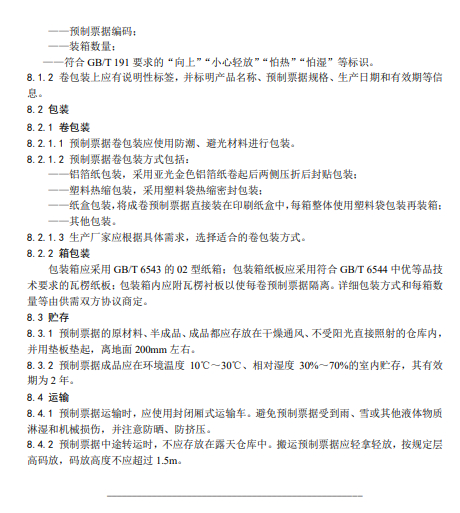 ——预制票据编码；
——装箱数量；
——符合 GB/T 191 要求的“向上”“小心轻放”“怕热”“怕湿”等标识。
8.1.2 卷包装上应有说明性标签，并标明产品名称、预制票据规格、生产日期和有效期等信
息。
8.2 包装
8.2.1 卷包装
8.2.1.1 预制票据卷包装应使用防潮、避光材料进行包装。
8.2.1.2 预制票据卷包装方式包括：
——铝箔纸包装，采用亚光金色铝箔纸卷起后两侧压折后封贴包装；
——塑料热缩包装，采用塑料袋热缩密封包装；
——纸盒包装，将成卷预制票据直接装在印刷纸盒中，每箱整体使用塑料袋包装再装箱；
——其他包装。
8.2.1.3 生产厂家应根据具体需求，选择适合的卷包装方式。
8.2.2 箱包装
包装箱应采用 GB/T 6543 的 02 型纸箱；包装箱纸板应采用符合 GB/T 6544 中优等品技
术要求的瓦楞纸板；包装箱内应附瓦楞衬板以使每卷预制票据隔离。详细包装方式和每箱数
量等由供需双方协议商定。
8.3 贮存
8.3.1 预制票据的原材料、半成品、成品都应存放在干燥通风、不受阳光直接照射的仓库内，
并用垫板垫起，离地面 200mm 左右。
8.3.2 预制票据成品应在环境温度 10℃～30℃、相对湿度 30%～70%的室内贮存，其有效
期为 2 年。
8.4 运输
8.4.1 预制票据运输时，应使用封闭厢式运输车。避免预制票据受到雨、雪或其他液体物质
淋湿和机械损伤，并注意防晒、防挤压。
8.4.2 预制票据中途转运时，不应存放在露天仓库中。搬运预制票据应轻拿轻放，按规定层
高码放，码放高度不应超过 1.5m。